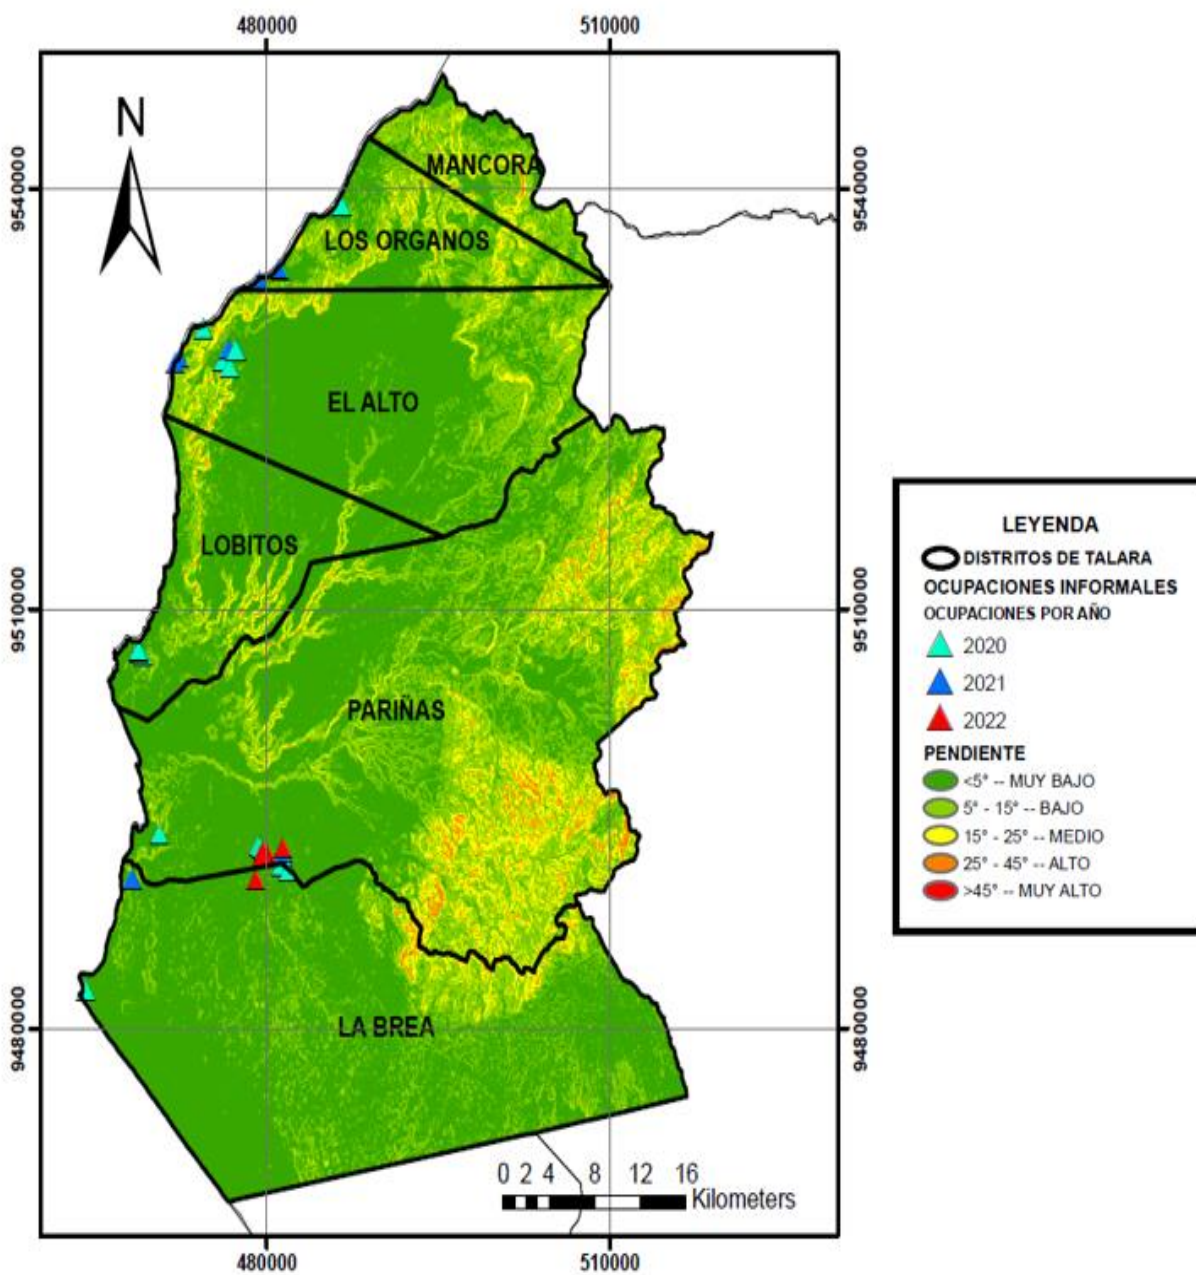 480000 510000
N
9540000 9540000
MANCORA
LOS ORGANOS
EL ALTO
LOBITOS
9510000 9510000
PARIÑAS
LA BREA
9480000 9480000
0 2 4 8 12 16
Kilometers
480000 510000
LEYENDA
DISTRITOS DE TALARA
OCUPACIONES INFORMALES
OCUPACIONES POR AÑO
2020
2021
2022
PENDIENTE
<5° -- MUY BAJO
5° - 15° -- BAJO
15° - 25° -- MEDIO
25° - 45° -- ALTO
>45° -- MUY ALTO